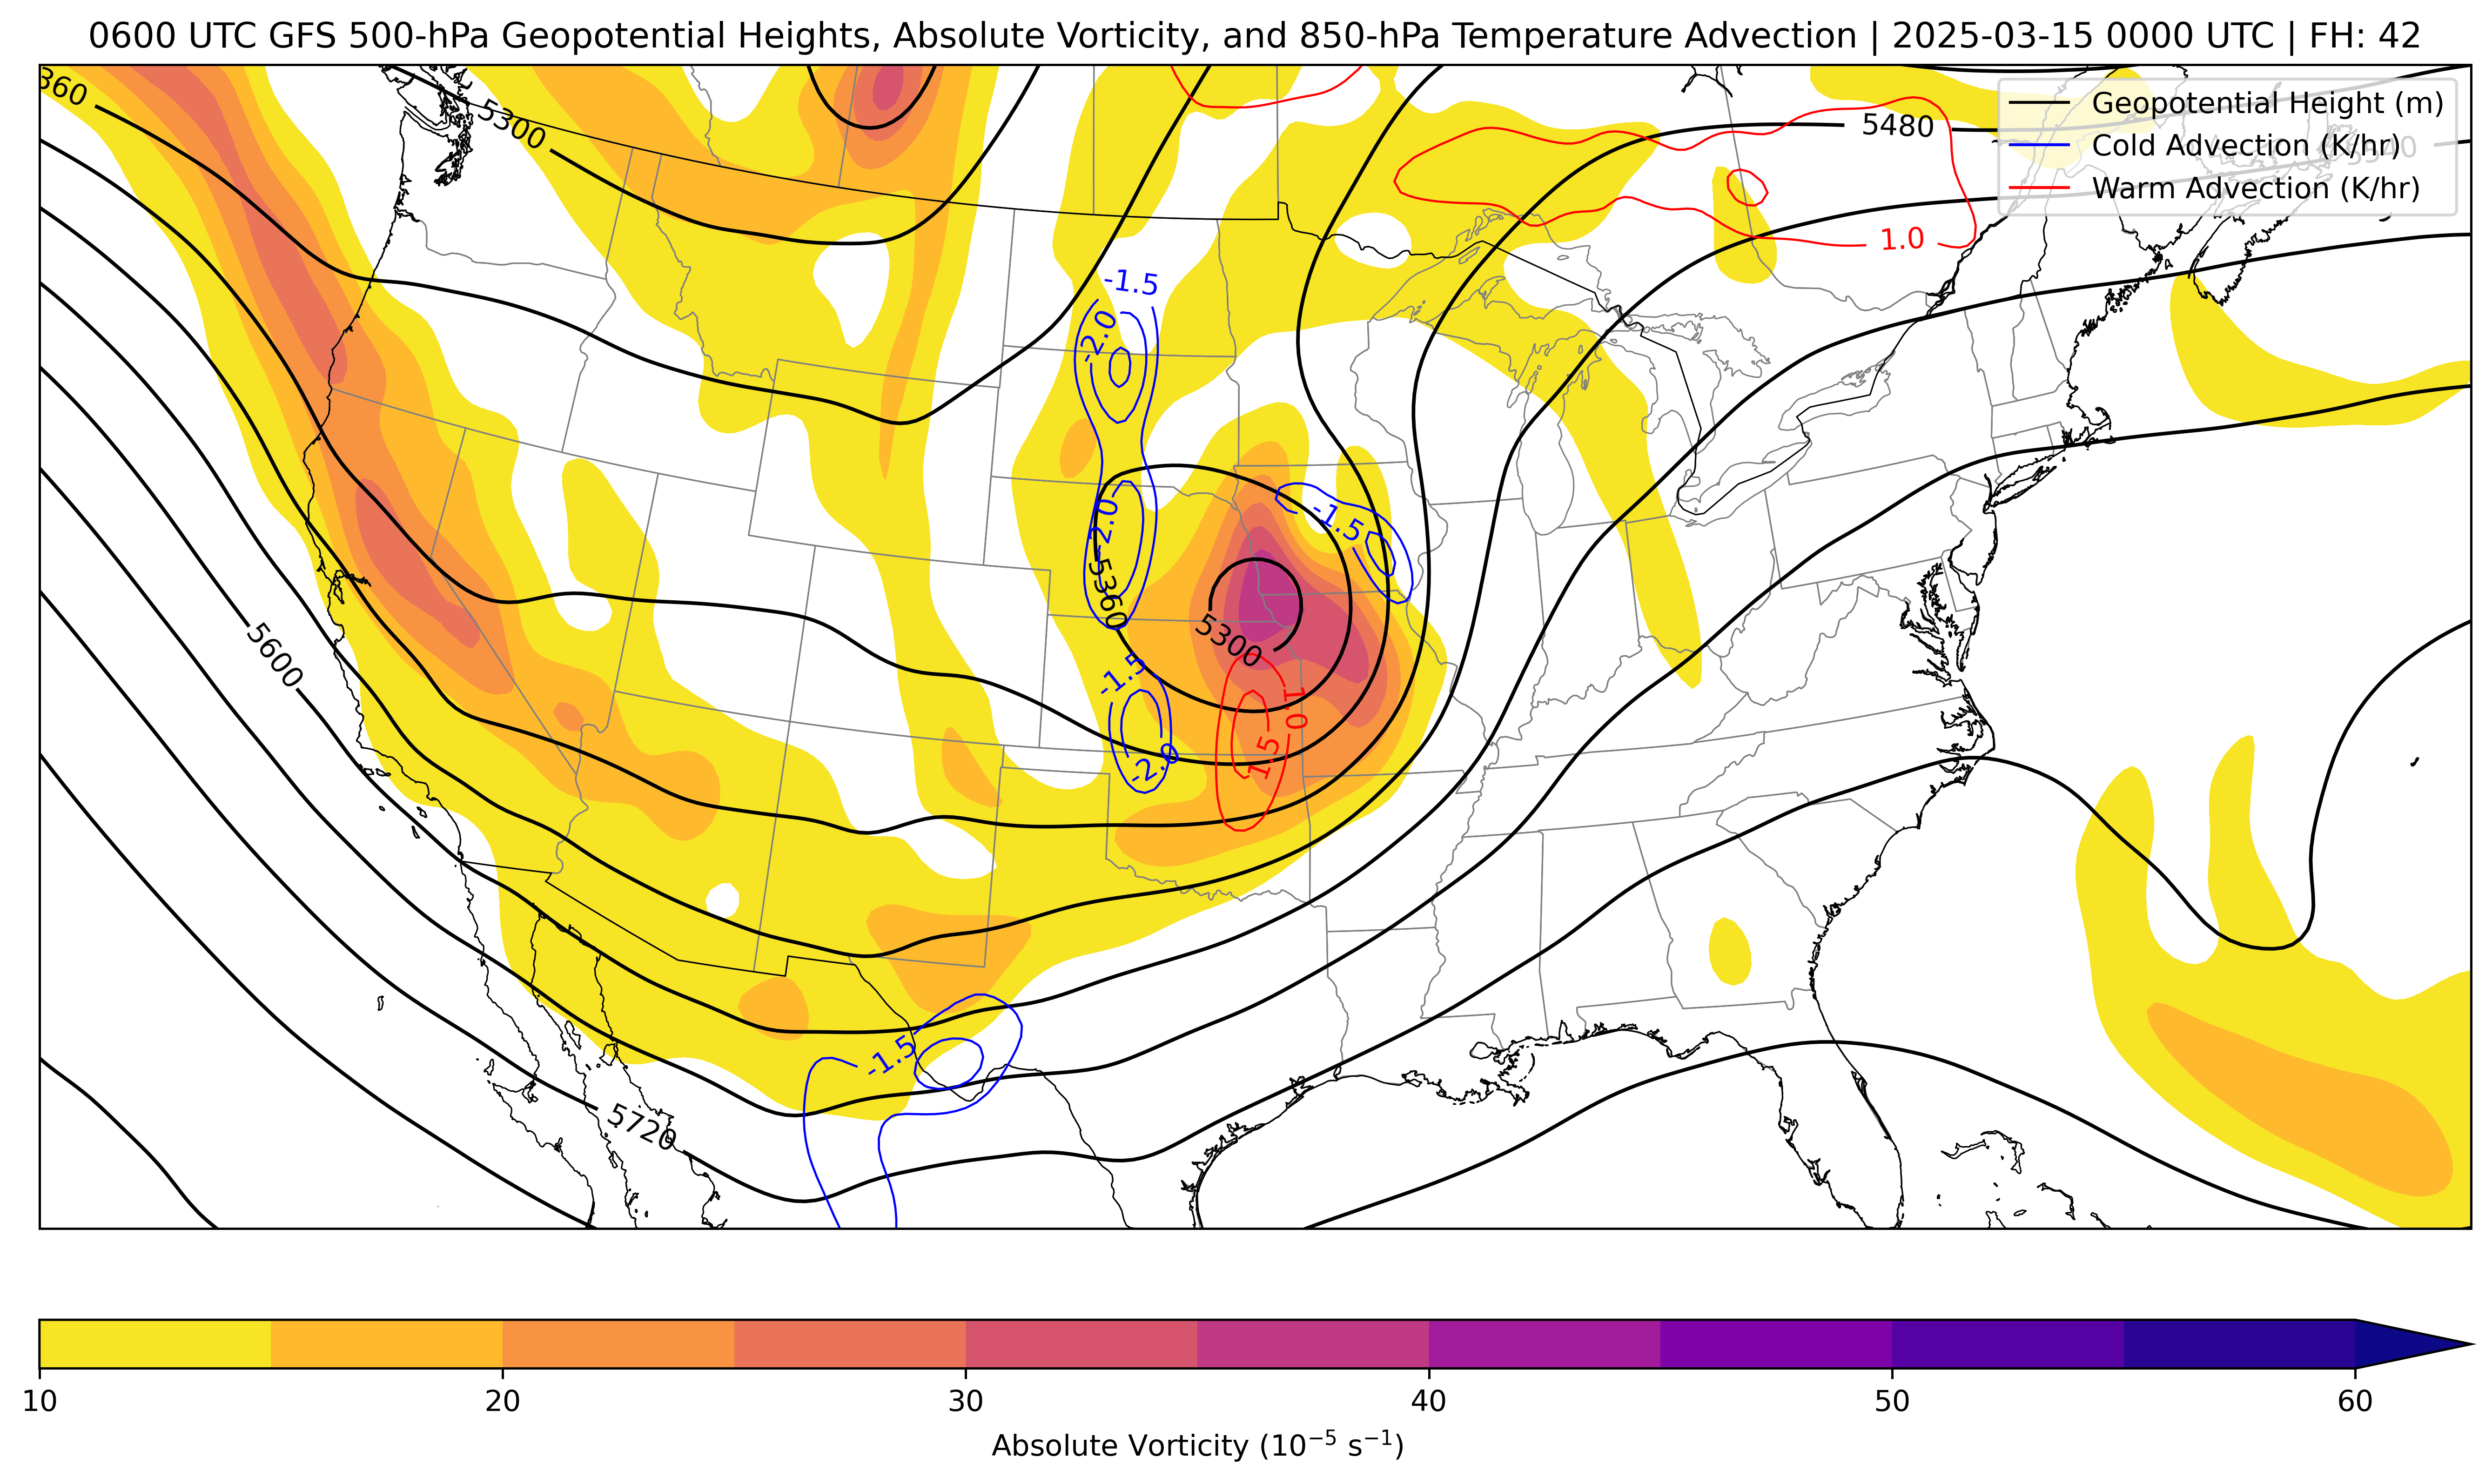 0600 UTC GFS 500-hPa Geopotential Heights, Absolute Vorticity, and 850-hPa Temperature Advection | 2025-03-15 0000 UTC | FH: 42
360
5300
5480
Geopotential Height (m)
Cold Advection (K/hr)
Warm Advection (K/hr)
1.0
-1.5
-2.0
-2.0
-1.5
5360
5300
5600
-1.5
1.0
1.5
-2.0
-1.5
5720
10 20 30 40 50 60
Absolute Vorticity (10⁻⁵ s⁻¹)